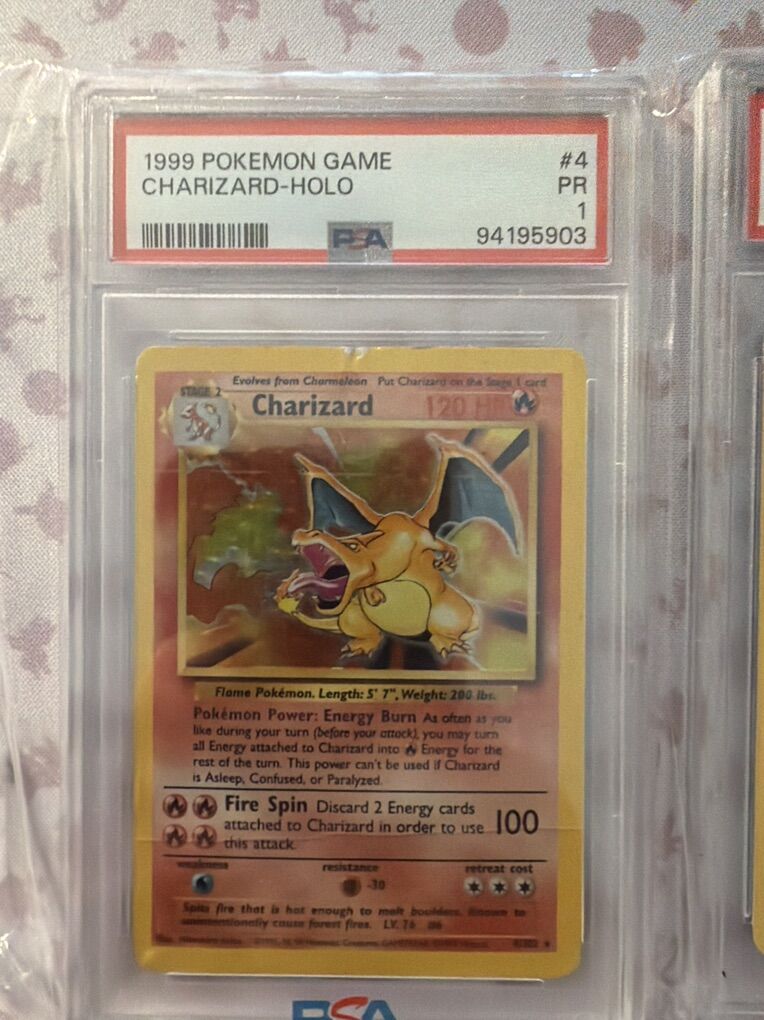 1999 POKEMON GAME #4
CHARIZARD-HOLO PR
1
PSA 94195903
Evolves from Charmeleon Put Charizard on the Stage 1 card
STAGE 2
Charizard 120 HP
Flame Pokémon. Length: 5' 7", Weight: 200 lbs.
Pokémon Power: Energy Burn As often as you
like during your turn (before your attack), you may turn
all Energy attached to Charizard into Energy for the
rest of the turn. This power can't be used if Charizard
is Asleep, Confused, or Paralyzed.
Fire Spin Discard 2 Energy cards
attached to Charizard in order to use 100
this attack.
weakness resistance retreat cost
-30
Spits fire that is hot enough to melt boulders. Known to
unintentionally cause forest fires. LV. 76 #6
PSA